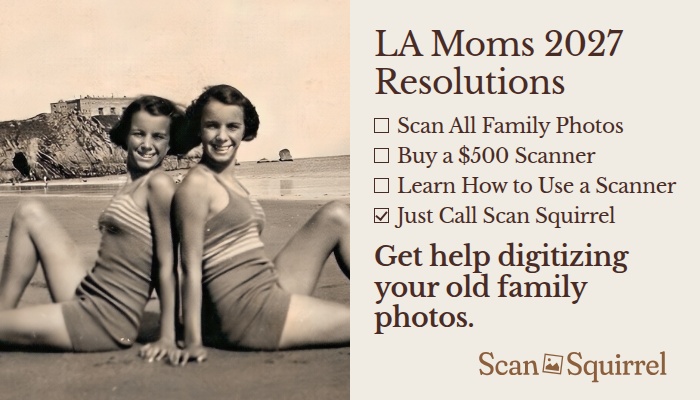 LA Moms 2027
Resolutions
☐ Scan All Family Photos
☐ Buy a $500 Scanner
☐ Learn How to Use a Scanner
☑ Just Call Scan Squirrel
Get help digitizing
your old family
photos.
Scan Squirrel